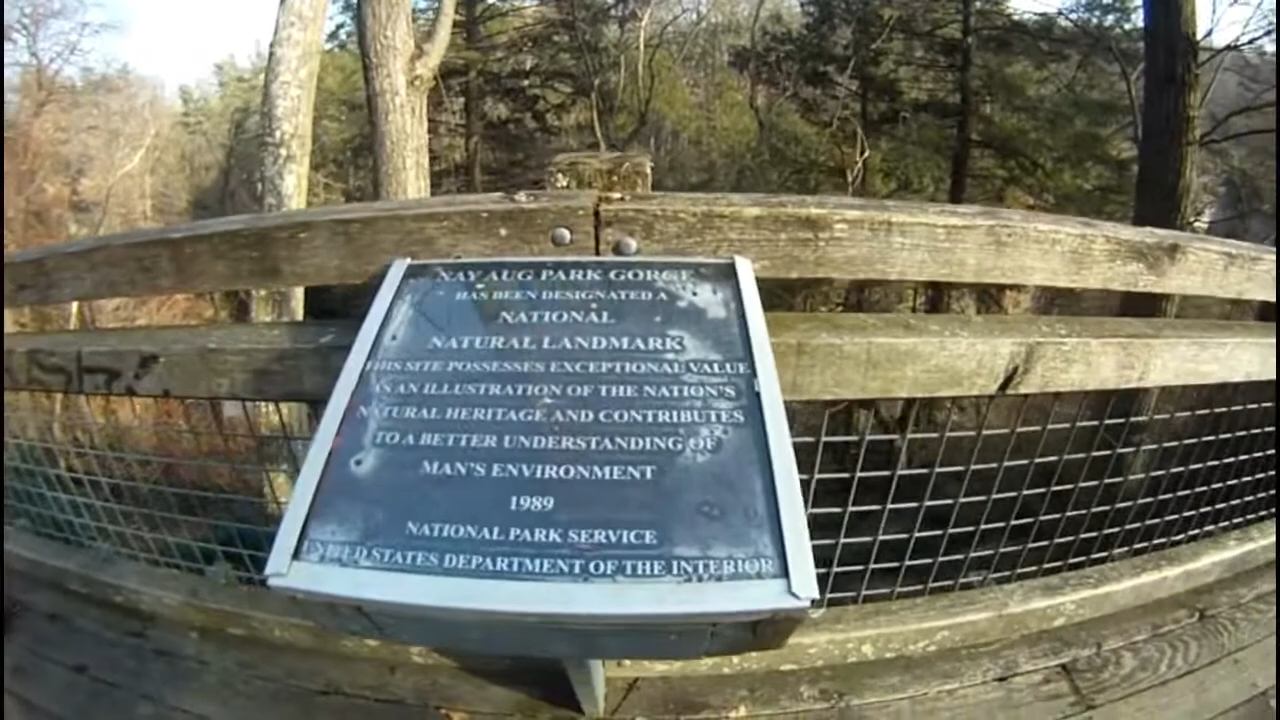 NAY AUG PARK GORGE
HAS BEEN DESIGNATED A
NATIONAL
NATURAL LANDMARK
THIS SITE POSSESSES EXCEPTIONAL VALUE
AS AN ILLUSTRATION OF THE NATION'S
NATURAL HERITAGE AND CONTRIBUTES
TO A BETTER UNDERSTANDING OF
MAN'S ENVIRONMENT
1989
NATIONAL PARK SERVICE
UNITED STATES DEPARTMENT OF THE INTERIOR